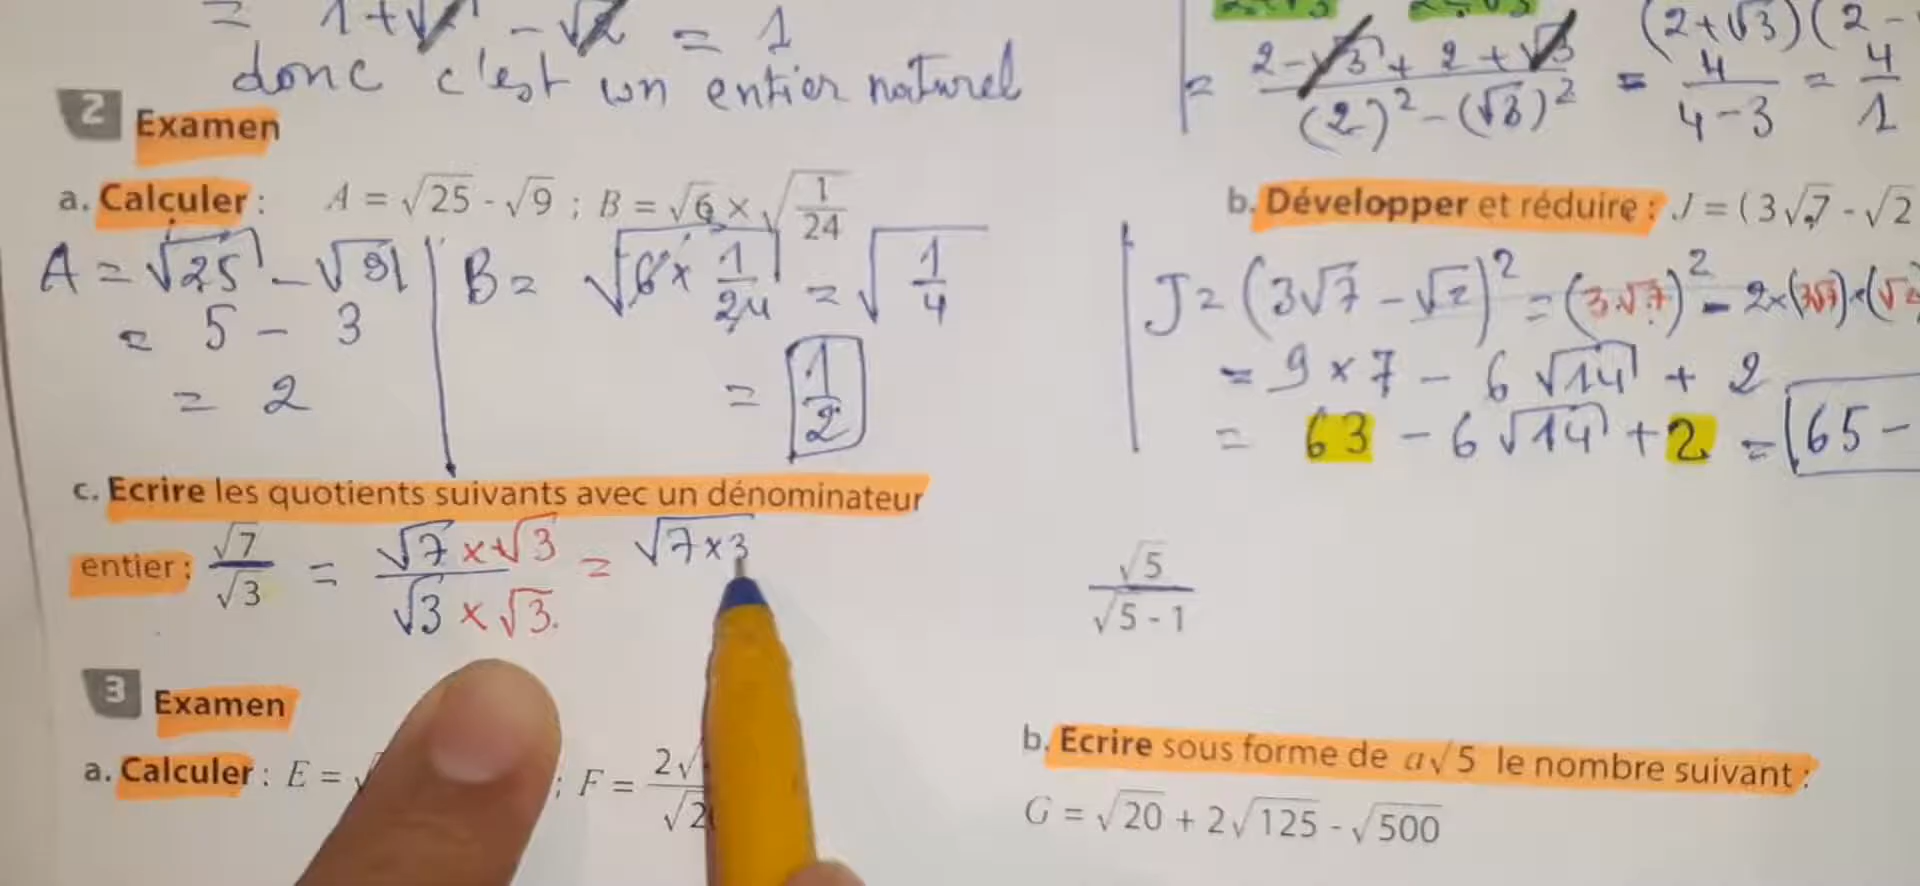 = 1+√2 - √2 = 1
donc c'est un entier naturel
2 Examen
a. Calculer : A = √25 - √9 ; B = √6 × √(1/24)
A = √25 - √9
= 5 - 3
= 2
B = √(6 × 1/24) = √(1/4)
= 1/2
(2+√3)(2-
= (2-√3 + 2+√3)/((2)² - (√3)²) = 4/(4-3) = 4/1
b. Développer et réduire : J = (3√7 - √2
J = (3√7 - √2)² = (3√7)² - 2×(3√7)×(√2
= 9 × 7 - 6√14 + 2
= 63 - 6√14 + 2 = 65 -
c. Ecrire les quotients suivants avec un dénominateur
entier : √7/√3 = (√7 × √3)/(√3 × √3) = √7×3
√5/√5-1
3 Examen
a. Calculer : E = √ ; F = 2√/√2
b. Ecrire sous forme de a√5 le nombre suivant :
G = √20 + 2√125 - √500